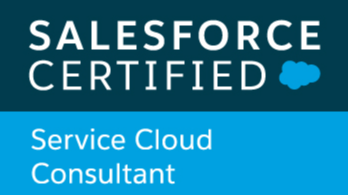 SALESFORCE
CERTIFIED
Service Cloud
Consultant